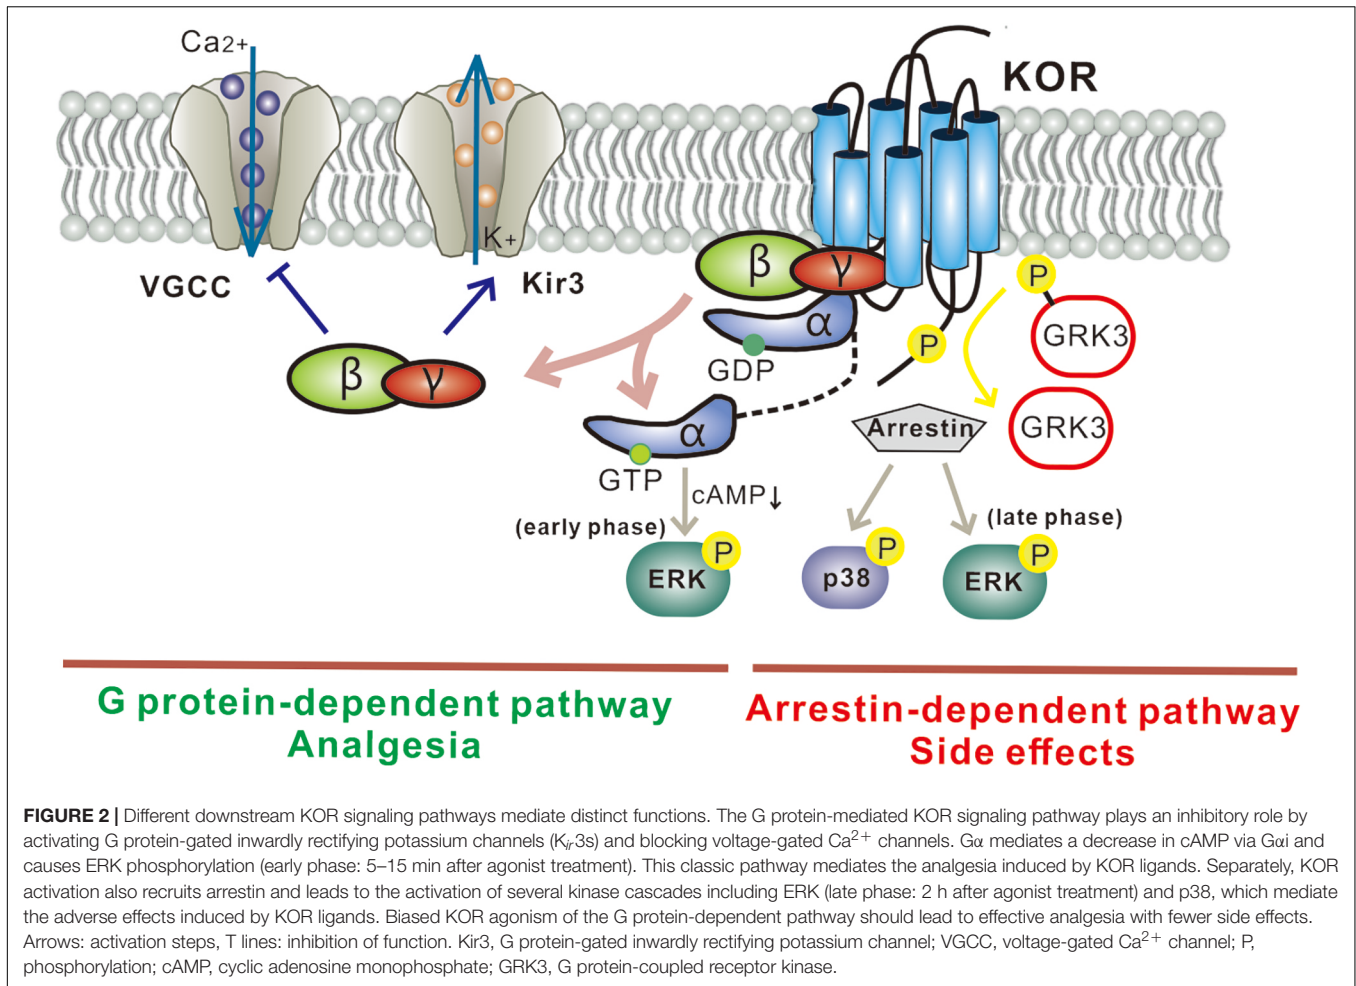 Ca2+
KOR
K+
VGCC
Kir3
β
γ
α
GDP
P
P
GRK3
β
γ
α
GTP
Arrestin
GRK3
cAMP↓
(early phase)
(late phase)
ERK
P
p38
P
ERK
P
G protein-dependent pathway
Analgesia
Arrestin-dependent pathway
Side effects
FIGURE 2 | Different downstream KOR signaling pathways mediate distinct functions. The G protein-mediated KOR signaling pathway plays an inhibitory role by
activating G protein-gated inwardly rectifying potassium channels (Kir3s) and blocking voltage-gated Ca2+ channels. Gα mediates a decrease in cAMP via Gαi and
causes ERK phosphorylation (early phase: 5–15 min after agonist treatment). This classic pathway mediates the analgesia induced by KOR ligands. Separately, KOR
activation also recruits arrestin and leads to the activation of several kinase cascades including ERK (late phase: 2 h after agonist treatment) and p38, which mediate
the adverse effects induced by KOR ligands. Biased KOR agonism of the G protein-dependent pathway should lead to effective analgesia with fewer side effects.
Arrows: activation steps, T lines: inhibition of function. Kir3, G protein-gated inwardly rectifying potassium channel; VGCC, voltage-gated Ca2+ channel; P,
phosphorylation; cAMP, cyclic adenosine monophosphate; GRK3, G protein-coupled receptor kinase.